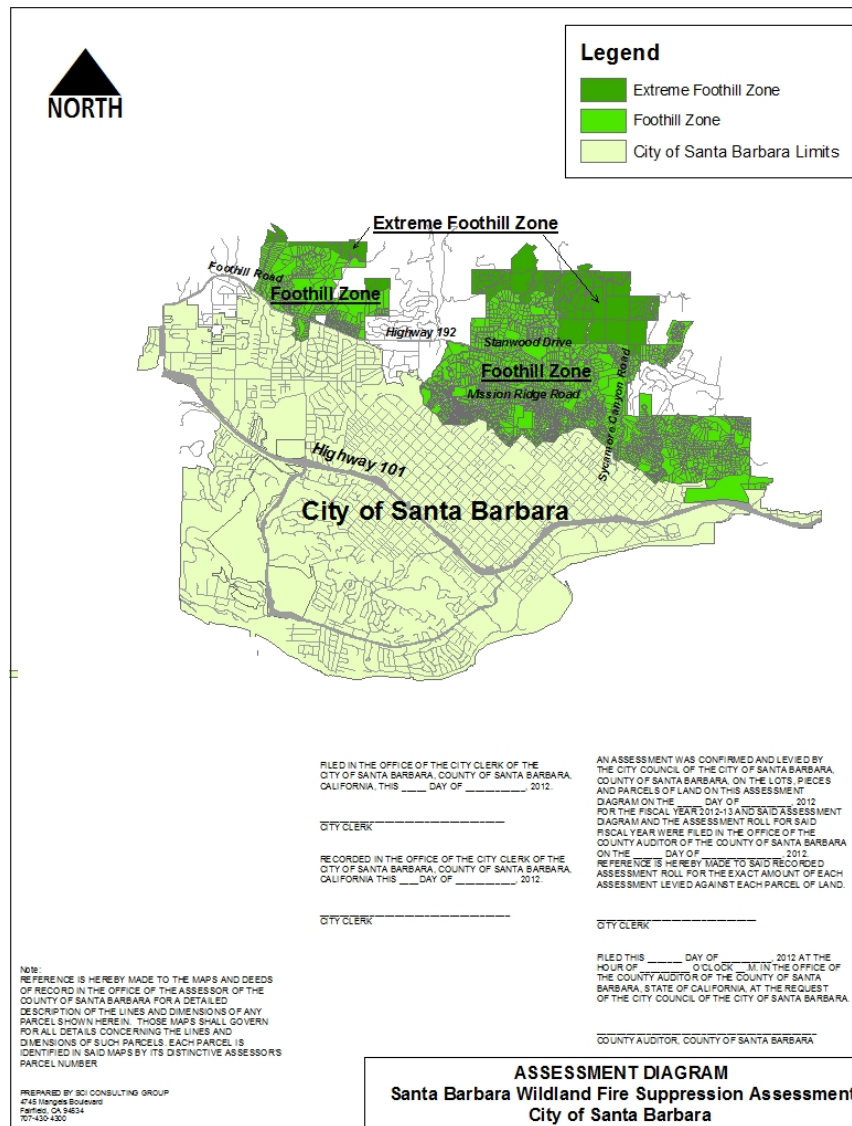 NORTH
Legend
Extreme Foothill Zone
Foothill Zone
City of Santa Barbara Limits
Extreme Foothill Zone
Foothill Road
Foothill Zone
Highway 192
Stanwood Drive
Foothill Zone
Mission Ridge Road
Sycamore Canyon Road
Highway 101
City of Santa Barbara
FILED IN THE OFFICE OF THE CITY CLERK OF THE
CITY OF SANTA BARBARA, COUNTY OF SANTA BARBARA,
CALIFORNIA, THIS _____ DAY OF ____________, 2012.
CITY CLERK
RECORDED IN THE OFFICE OF THE CITY CLERK OF THE
CITY OF SANTA BARBARA, COUNTY OF SANTA BARBARA,
CALIFORNIA THIS ____ DAY OF ____________, 2012.
CITY CLERK
AN ASSESSMENT WAS CONFIRMED AND LEVIED BY
THE CITY COUNCIL OF THE CITY OF SANTA BARBARA,
COUNTY OF SANTA BARBARA, ON THE LOTS, PIECES
AND PARCELS OF LAND ON THIS ASSESSMENT
DIAGRAM ON THE _____ DAY OF __________, 2012
FOR THE FISCAL YEAR 2012-13 AND SAID ASSESSMENT
DIAGRAM AND THE ASSESSMENT ROLL FOR SAID
FISCAL YEAR WERE FILED IN THE OFFICE OF THE
COUNTY AUDITOR OF THE COUNTY OF SANTA BARBARA
ON THE ______ DAY OF ________________, 2012.
REFERENCE IS HEREBY MADE TO SAID RECORDED
ASSESSMENT ROLL FOR THE EXACT AMOUNT OF EACH
ASSESSMENT LEVIED AGAINST EACH PARCEL OF LAND.
CITY CLERK
FILED THIS _______ DAY OF __________, 2012 AT THE
HOUR OF __________ O'CLOCK __.M. IN THE OFFICE OF
THE COUNTY AUDITOR OF THE COUNTY OF SANTA
BARBARA, STATE OF CALIFORNIA, AT THE REQUEST
OF THE CITY COUNCIL OF THE CITY OF SANTA BARBARA.
COUNTY AUDITOR, COUNTY OF SANTA BARBARA
Note:
REFERENCE IS HEREBY MADE TO THE MAPS AND DEEDS
OF RECORD IN THE OFFICE OF THE ASSESSOR OF THE
COUNTY OF SANTA BARBARA FOR A DETAILED
DESCRIPTION OF THE LINES AND DIMENSIONS OF ANY
PARCEL SHOWN HEREIN. THOSE MAPS SHALL GOVERN
FOR ALL DETAILS CONCERNING THE LINES AND
DIMENSIONS OF SUCH PARCELS. EACH PARCEL IS
IDENTIFIED IN SAID MAPS BY ITS DISTINCTIVE ASSESSOR'S
PARCEL NUMBER
PREPARED BY SCI CONSULTING GROUP
4745 Mangels Boulevard
Fairfield, CA 94534
707-430-4300
ASSESSMENT DIAGRAM
Santa Barbara Wildland Fire Suppression Assessment
City of Santa Barbara